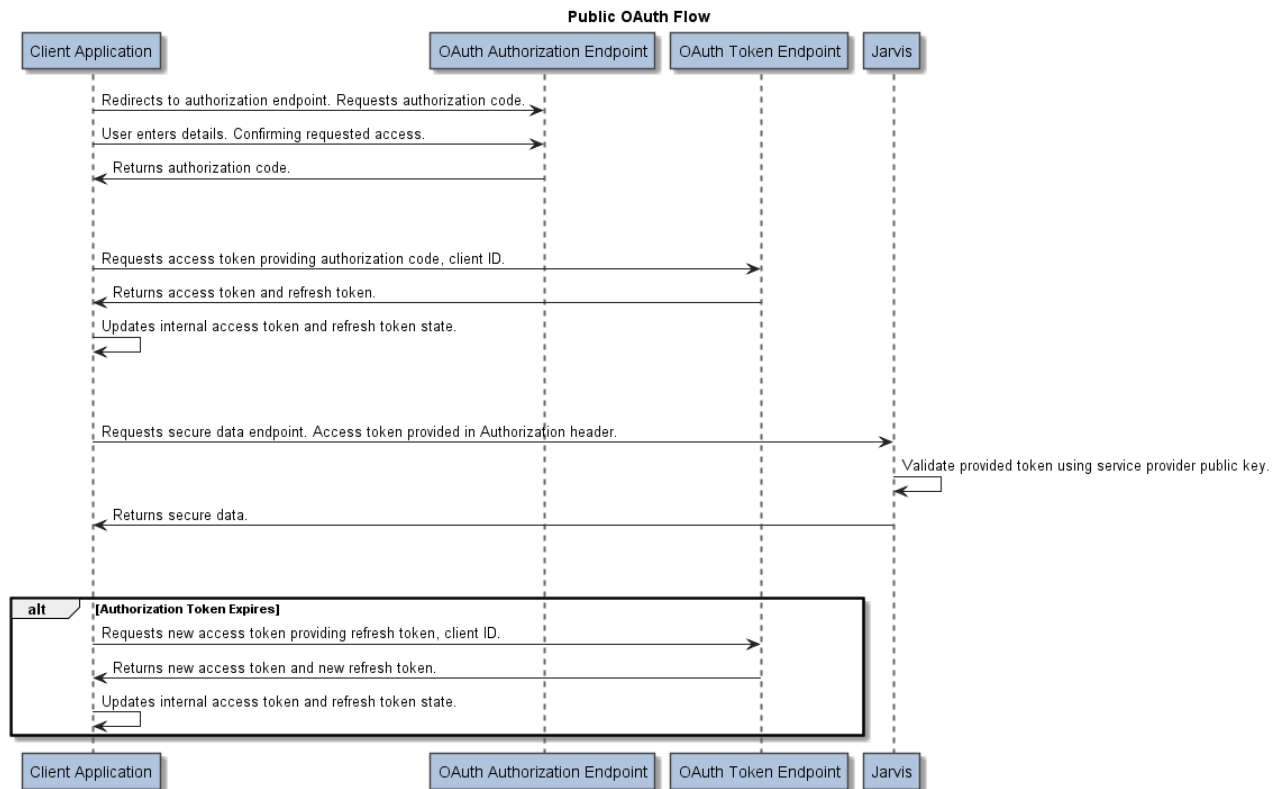 Public OAuth Flow
Client Application
OAuth Authorization Endpoint
OAuth Token Endpoint
Jarvis
Redirects to authorization endpoint. Requests authorization code.
User enters details. Confirming requested access.
Returns authorization code.
Requests access token providing authorization code, client ID.
Returns access token and refresh token.
Updates internal access token and refresh token state.
Requests secure data endpoint. Access token provided in Authorization header.
Validate provided token using service provider public key.
Returns secure data.
alt
[Authorization Token Expires]
Requests new access token providing refresh token, client ID.
Returns new access token and new refresh token.
Updates internal access token and refresh token state.
Client Application
OAuth Authorization Endpoint
OAuth Token Endpoint
Jarvis